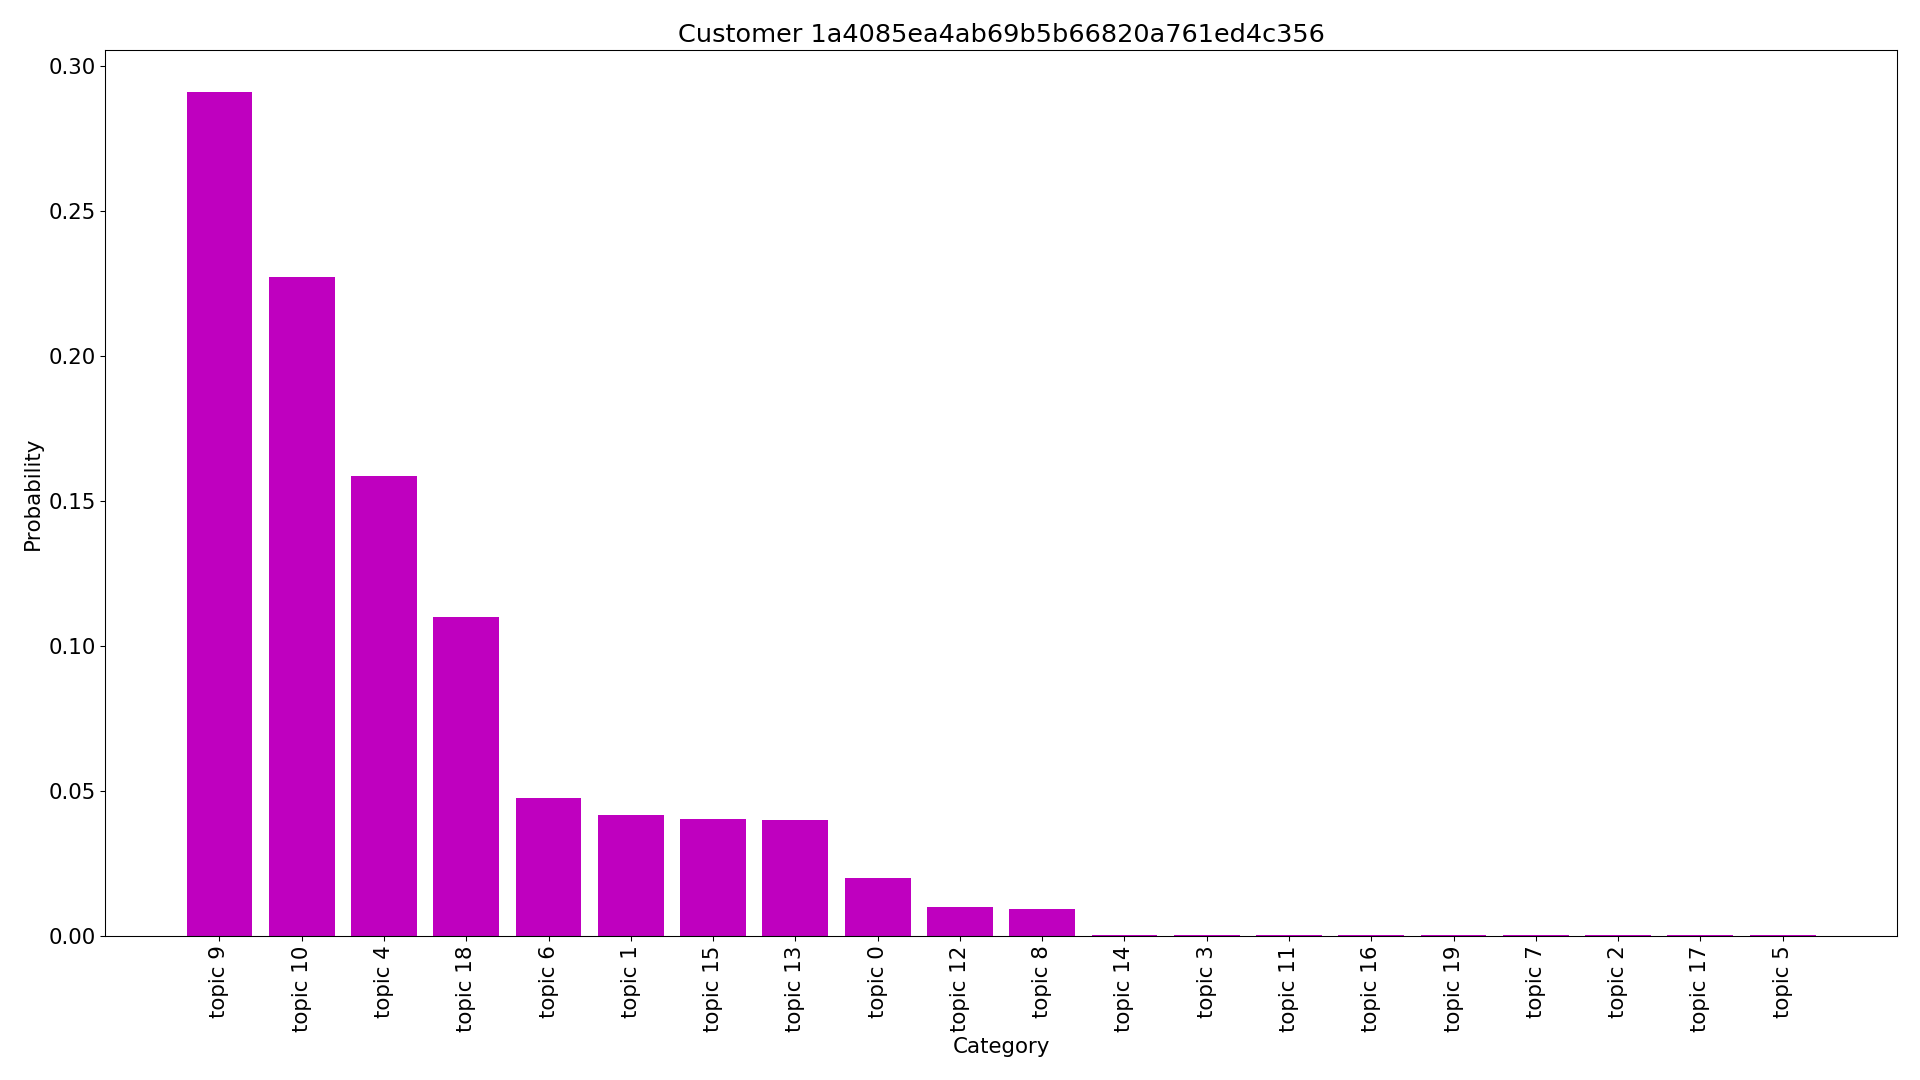 Customer 1a4085ea4ab69b5b66820a761ed4c356
0.30
0.25
0.20
0.15
0.10
0.05
0.00
Probability
topic 9
topic 10
topic 4
topic 18
topic 6
topic 1
topic 15
topic 13
topic 0
topic 12
topic 8
topic 14
topic 3
topic 11
topic 16
topic 19
topic 7
topic 2
topic 17
topic 5
Category